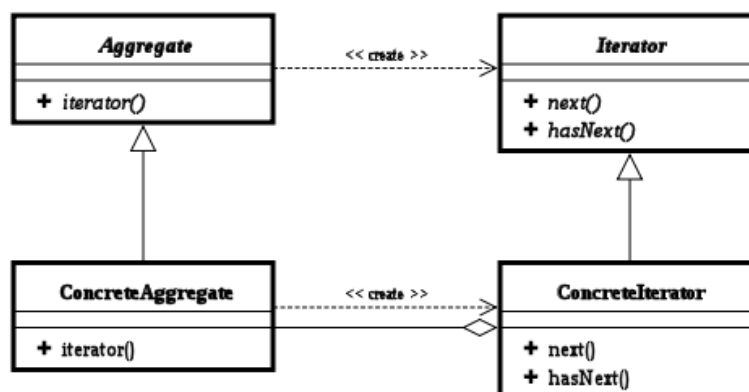 Aggregate
+ iterator()
<< create >>
Iterator
+ next()
+ hasNext()
ConcreteAggregate
+ iterator()
<< create >>
ConcreteIterator
+ next()
+ hasNext()